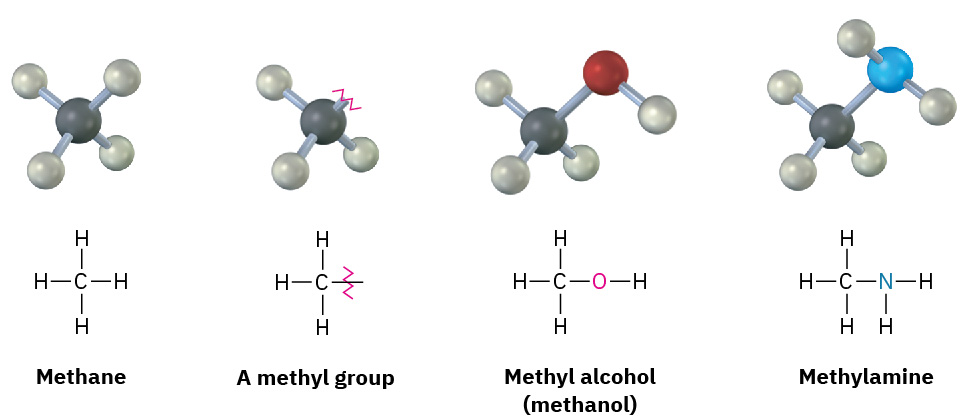 H H H H
H—C—H H—C— H—C—O—H H—C—N—H
H H H H H
Methane A methyl group Methyl alcohol Methylamine
(methanol)